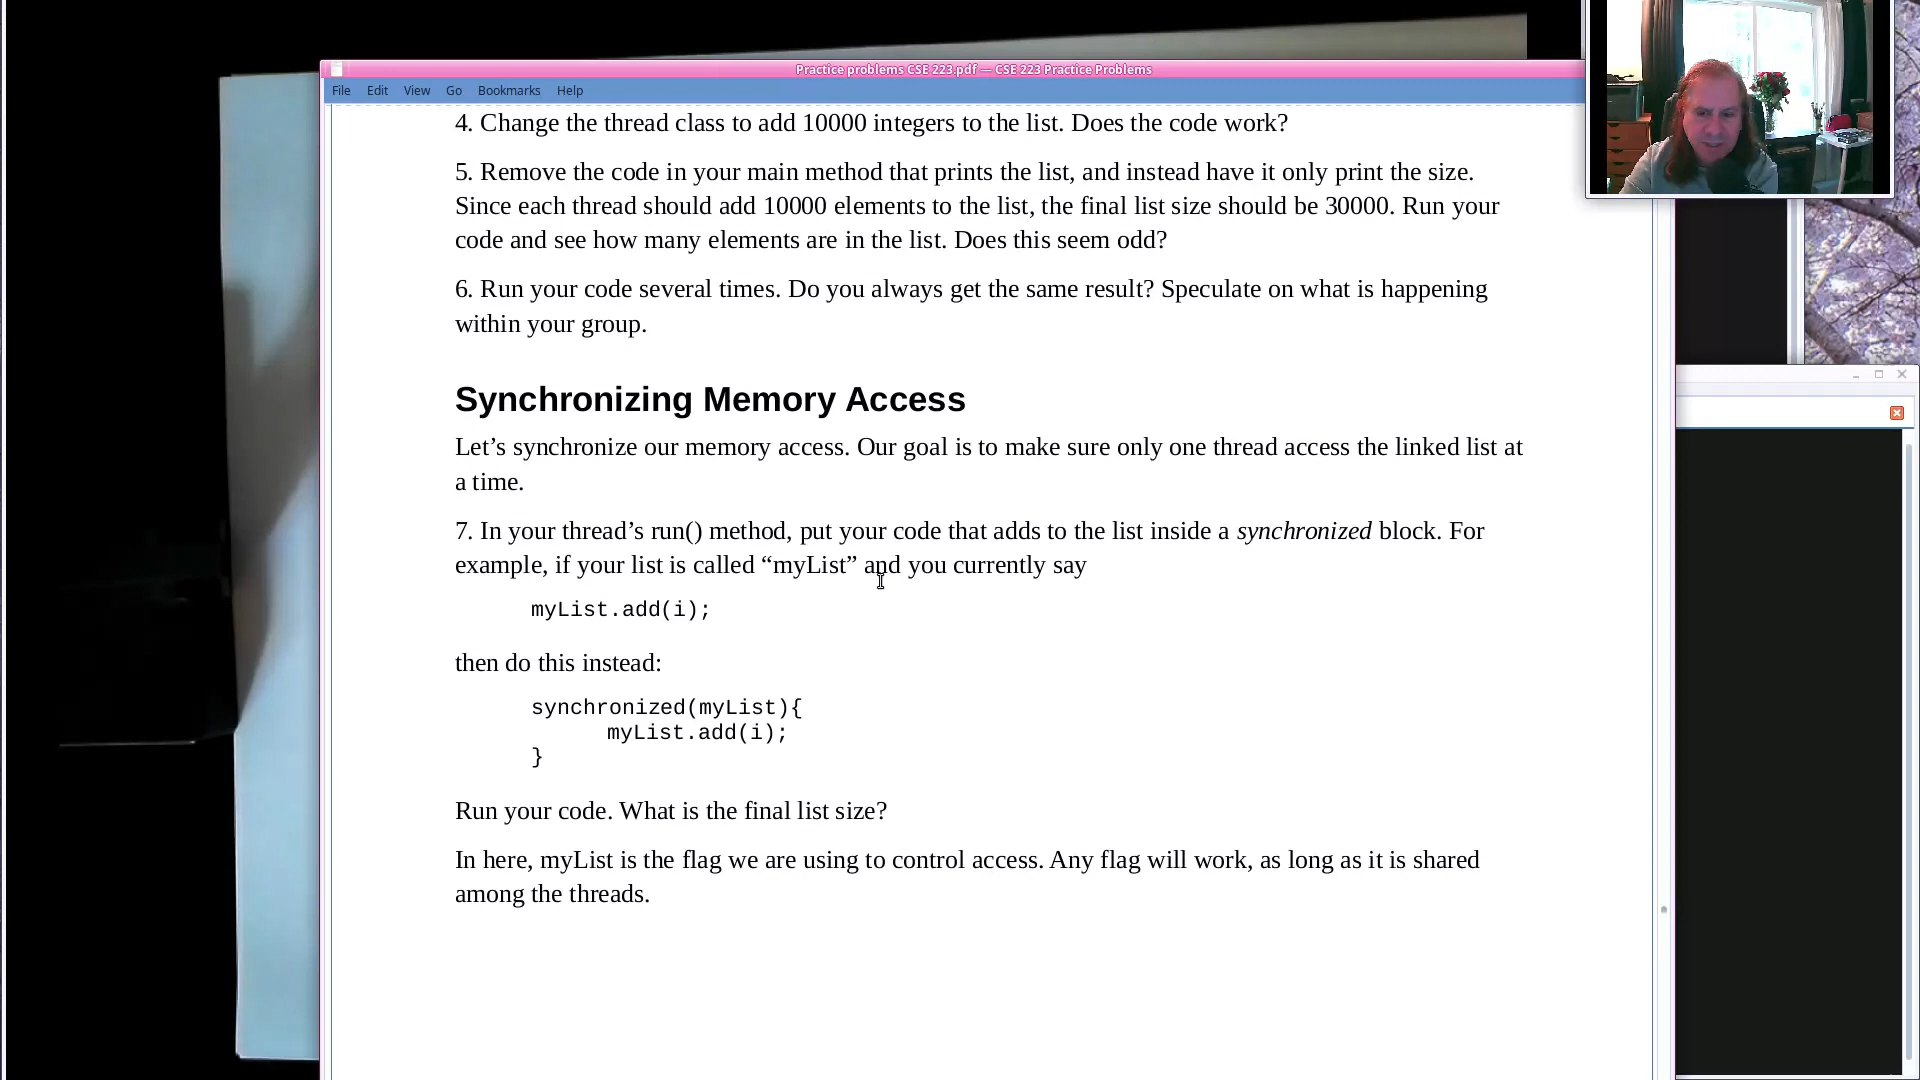 Practice problems CSE 223.pdf — CSE 223 Practice Problems
File Edit View Go Bookmarks Help
4. Change the thread class to add 10000 integers to the list. Does the code work?
5. Remove the code in your main method that prints the list, and instead have it only print the size.
Since each thread should add 10000 elements to the list, the final list size should be 30000. Run your
code and see how many elements are in the list. Does this seem odd?
6. Run your code several times. Do you always get the same result? Speculate on what is happening
within your group.
Synchronizing Memory Access
Let’s synchronize our memory access. Our goal is to make sure only one thread access the linked list at
a time.
7. In your thread’s run() method, put your code that adds to the list inside a synchronized block. For
example, if your list is called “myList” and you currently say
myList.add(i);
then do this instead:
synchronized(myList){
myList.add(i);
}
Run your code. What is the final list size?
In here, myList is the flag we are using to control access. Any flag will work, as long as it is shared
among the threads.